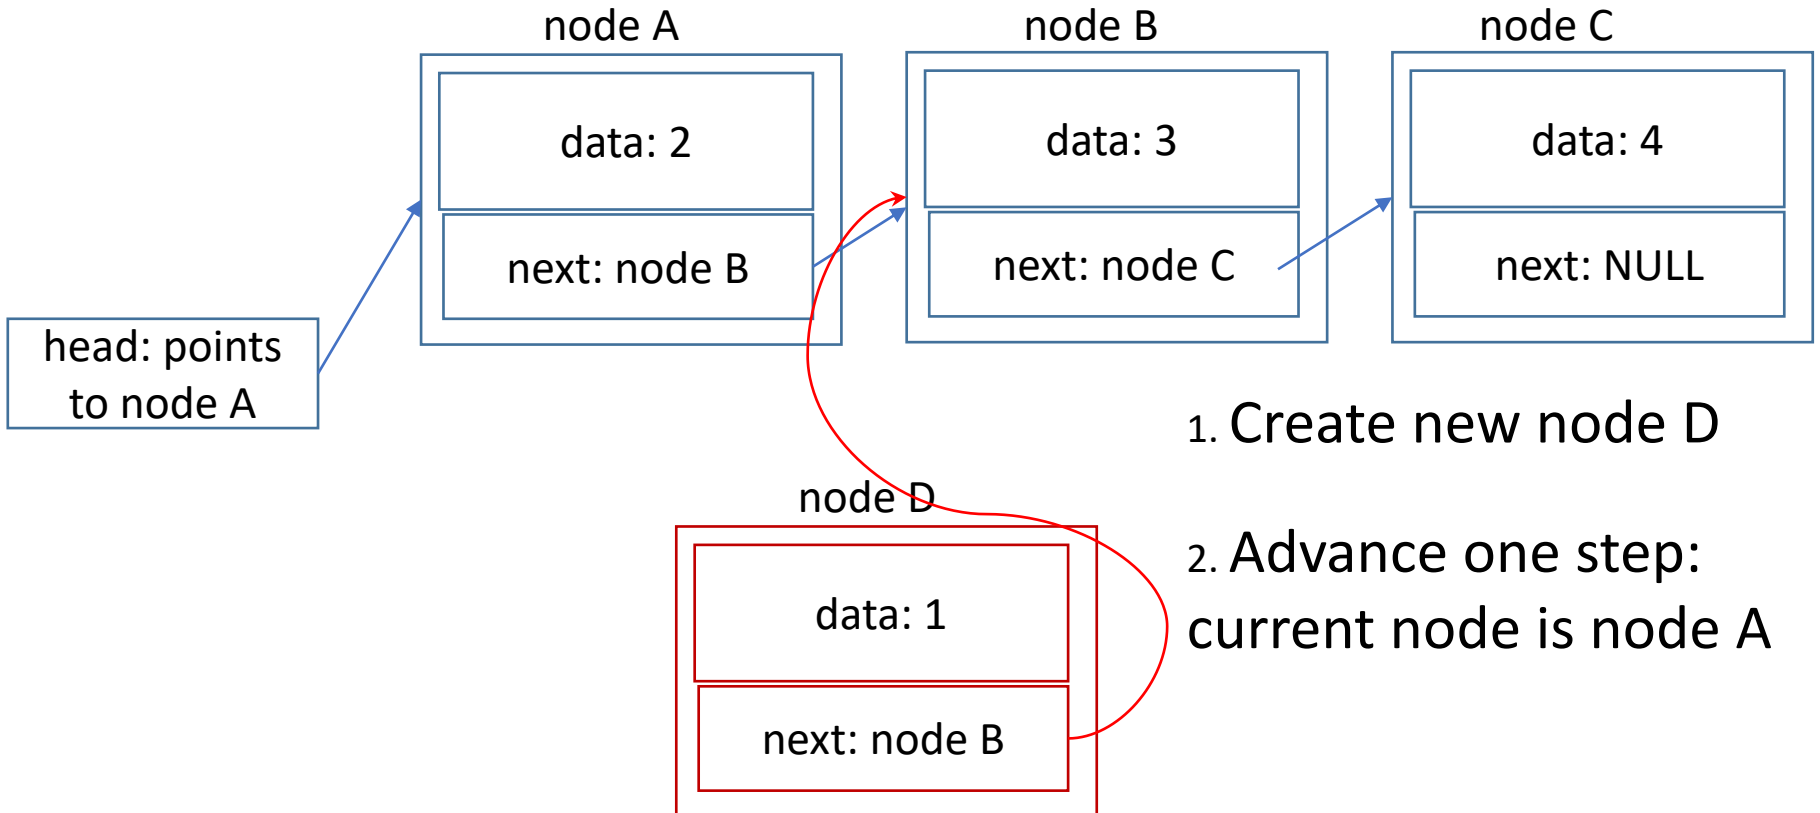 node A
node B
node C
data: 2
data: 3
data: 4
next: node B
next: node C
next: NULL
head: points
to node A
1. Create new node D
node D
2. Advance one step:
current node is node A
data: 1
next: node B